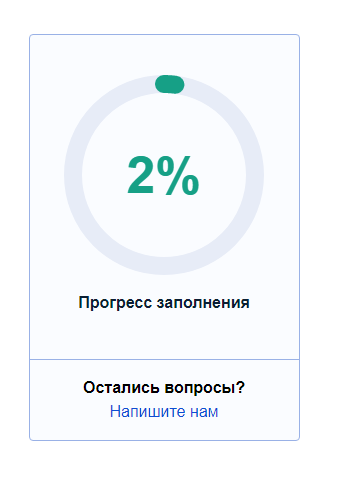 2%
Прогресс заполнения
Остались вопросы?
Напишите нам